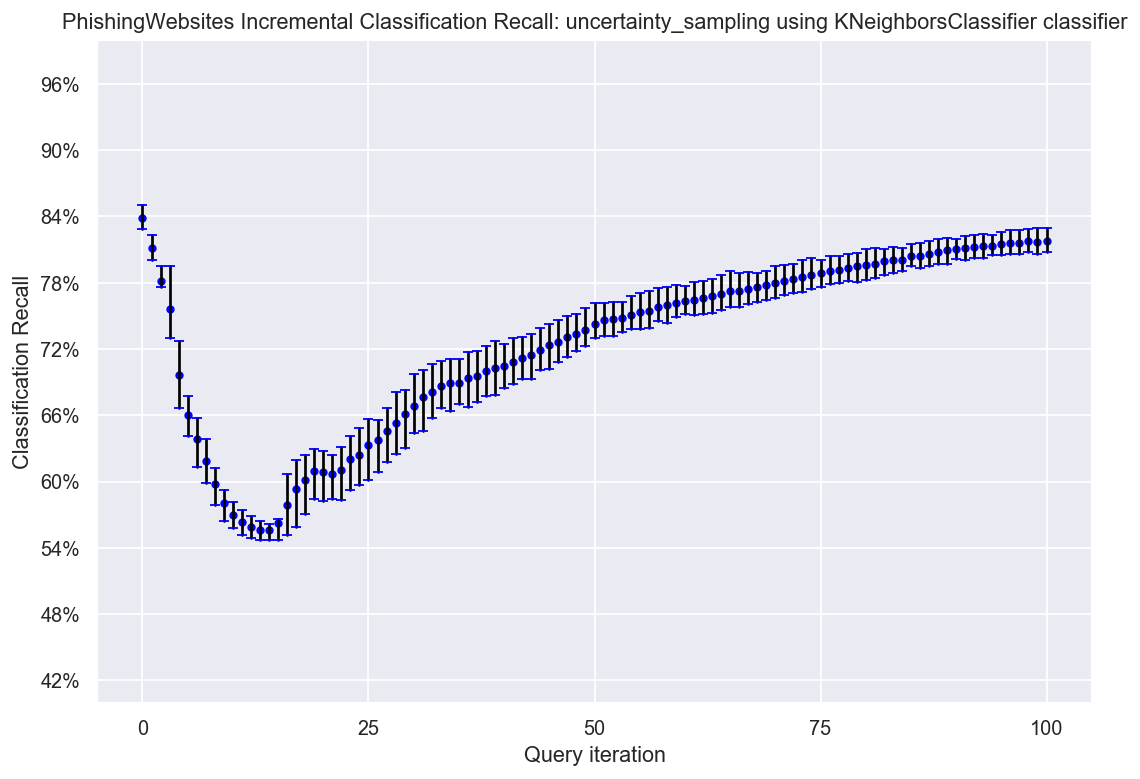 PhishingWebsites Incremental Classification Recall: uncertainty_sampling using KNeighborsClassifier classifier
96%
90%
84%
78%
72%
66%
60%
54%
48%
42%
Classification Recall
0 25 50 75 100
Query iteration